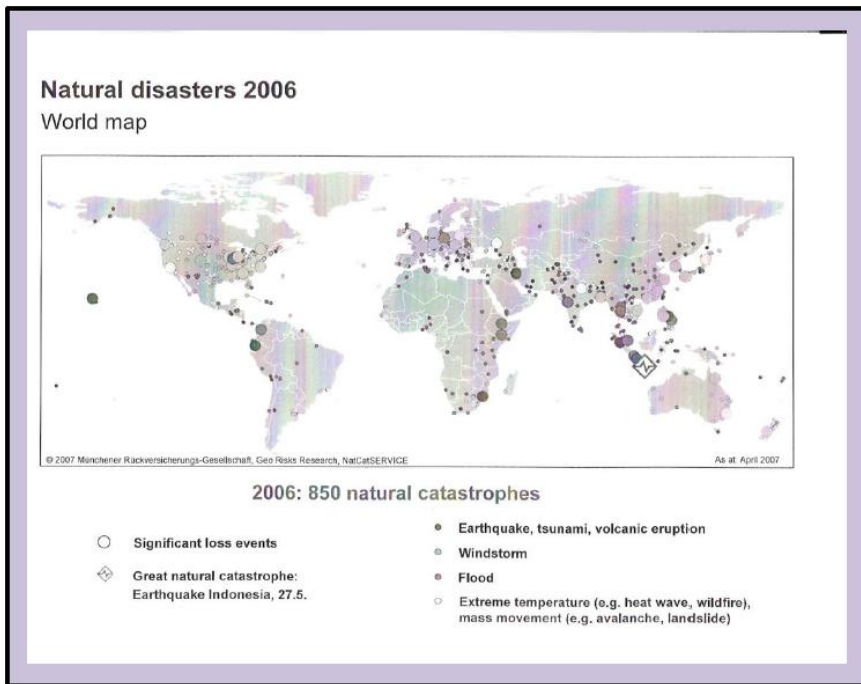 Natural disasters 2006
World map
© 2007 Münchener Rückversicherungs-Gesellschaft, Geo Risks Research, NatCatSERVICE
As at: April 2007
2006: 850 natural catastrophes
Significant loss events
Great natural catastrophe:
Earthquake Indonesia, 27.5.
Earthquake, tsunami, volcanic eruption
Windstorm
Flood
Extreme temperature (e.g. heat wave, wildfire),
mass movement (e.g. avalanche, landslide)